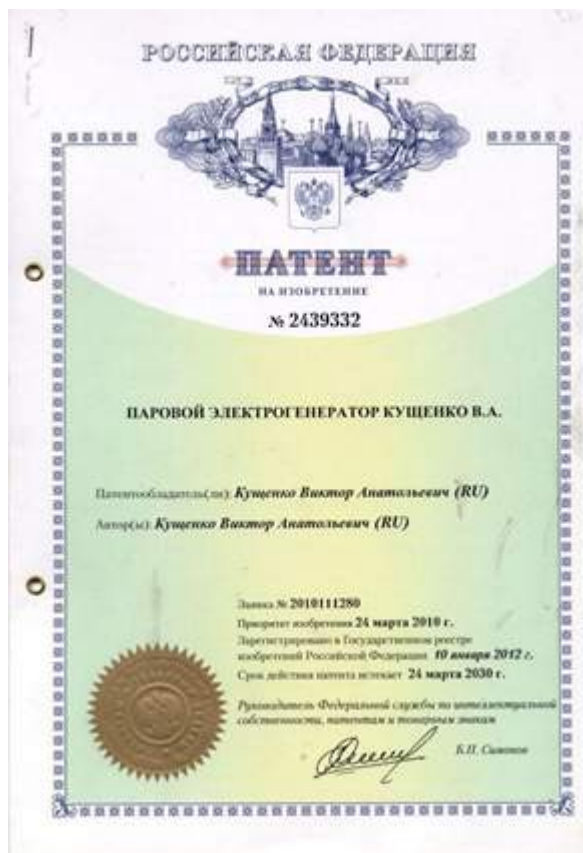 РОССИЙСКАЯ ФЕДЕРАЦИЯ
ПАТЕНТ
НА ИЗОБРЕТЕНИЕ
№ 2439332
ПАРОВОЙ ЭЛЕКТРОГЕНЕРАТОР КУЩЕНКО В.А.
Патентообладатель(ли): Кущенко Виктор Анатольевич (RU)
Автор(ы): Кущенко Виктор Анатольевич (RU)
Заявка № 2010111280
Приоритет изобретения 24 марта 2010 г.
Зарегистрировано в Государственном реестре
изобретений Российской Федерации 10 января 2012 г.
Срок действия патента истекает 24 марта 2030 г.
Руководитель Федеральной службы по интеллектуальной
собственности, патентам и товарным знакам
Б.П. Симонов